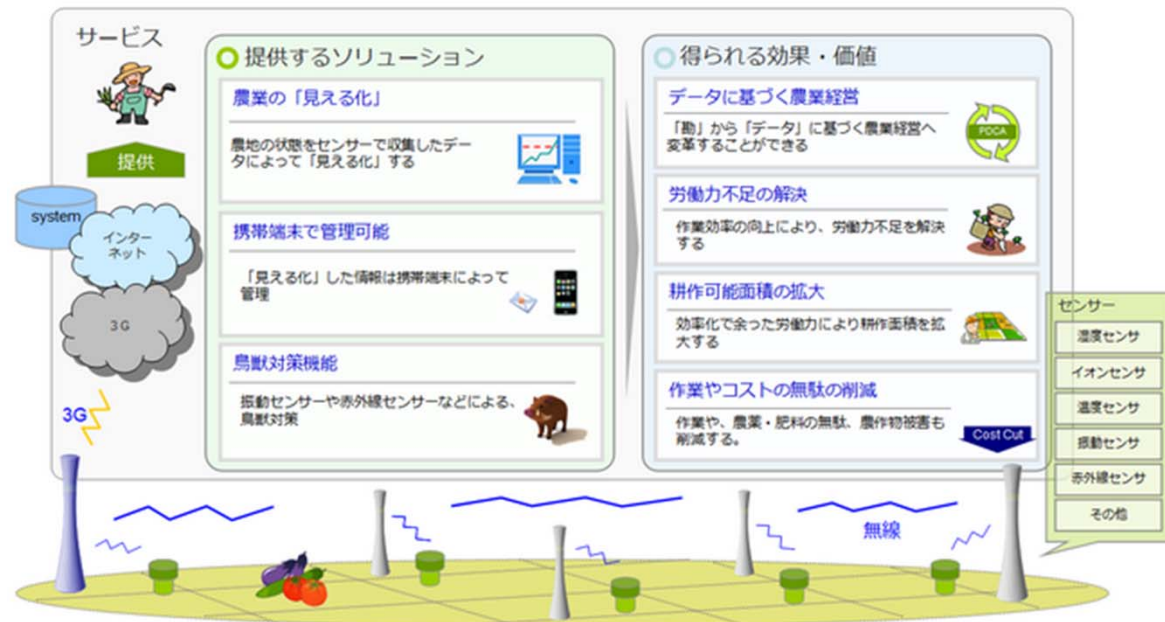 サービス
提供
system
インター
ネット
3G
3G
提供するソリューション
農業の「見える化」
農地の状態をセンサーで収集したデー
タによって「見える化」する
携帯端末で管理可能
「見える化」した情報は携帯端末によって
管理
鳥獣対策機能
振動センサーや赤外線センサーなどによる、
鳥獣対策
得られる効果・価値
データに基づく農業経営
「勘」から「データ」に基づく農業経営へ
変革することができる
PDCA
労働力不足の解決
作業効率の向上により、労働力不足を解決
する
耕作可能面積の拡大
効率化で余った労働力により耕作面積を拡
大する
作業やコストの無駄の削減
作業や、農薬・肥料の無駄、農作物被害も
削減する。
Cost Cut
センサー
湿度センサ
イオンセンサ
温度センサ
振動センサ
赤外線センサ
その他
無線